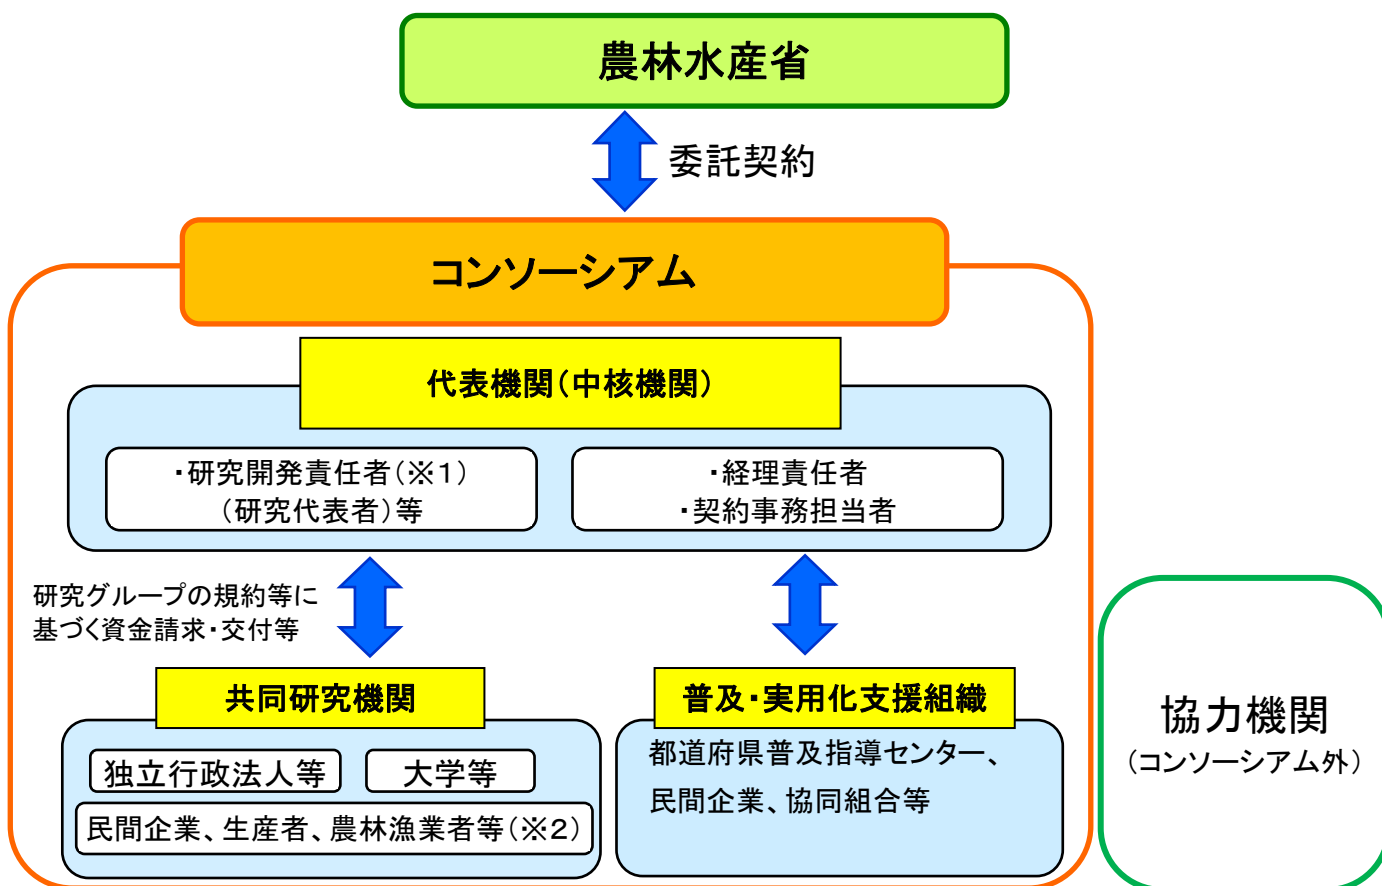 農林水産省
委託契約
コンソーシアム
代表機関(中核機関)
・研究開発責任者(※1)
(研究代表者)等
・経理責任者
・契約事務担当者
研究グループの規約等に
基づく資金請求・交付等
共同研究機関
独立行政法人等
大学等
民間企業、生産者、農林漁業者等(※2)
普及・実用化支援組織
都道府県普及指導センター、
民間企業、協同組合等
協力機関
(コンソーシアム外)